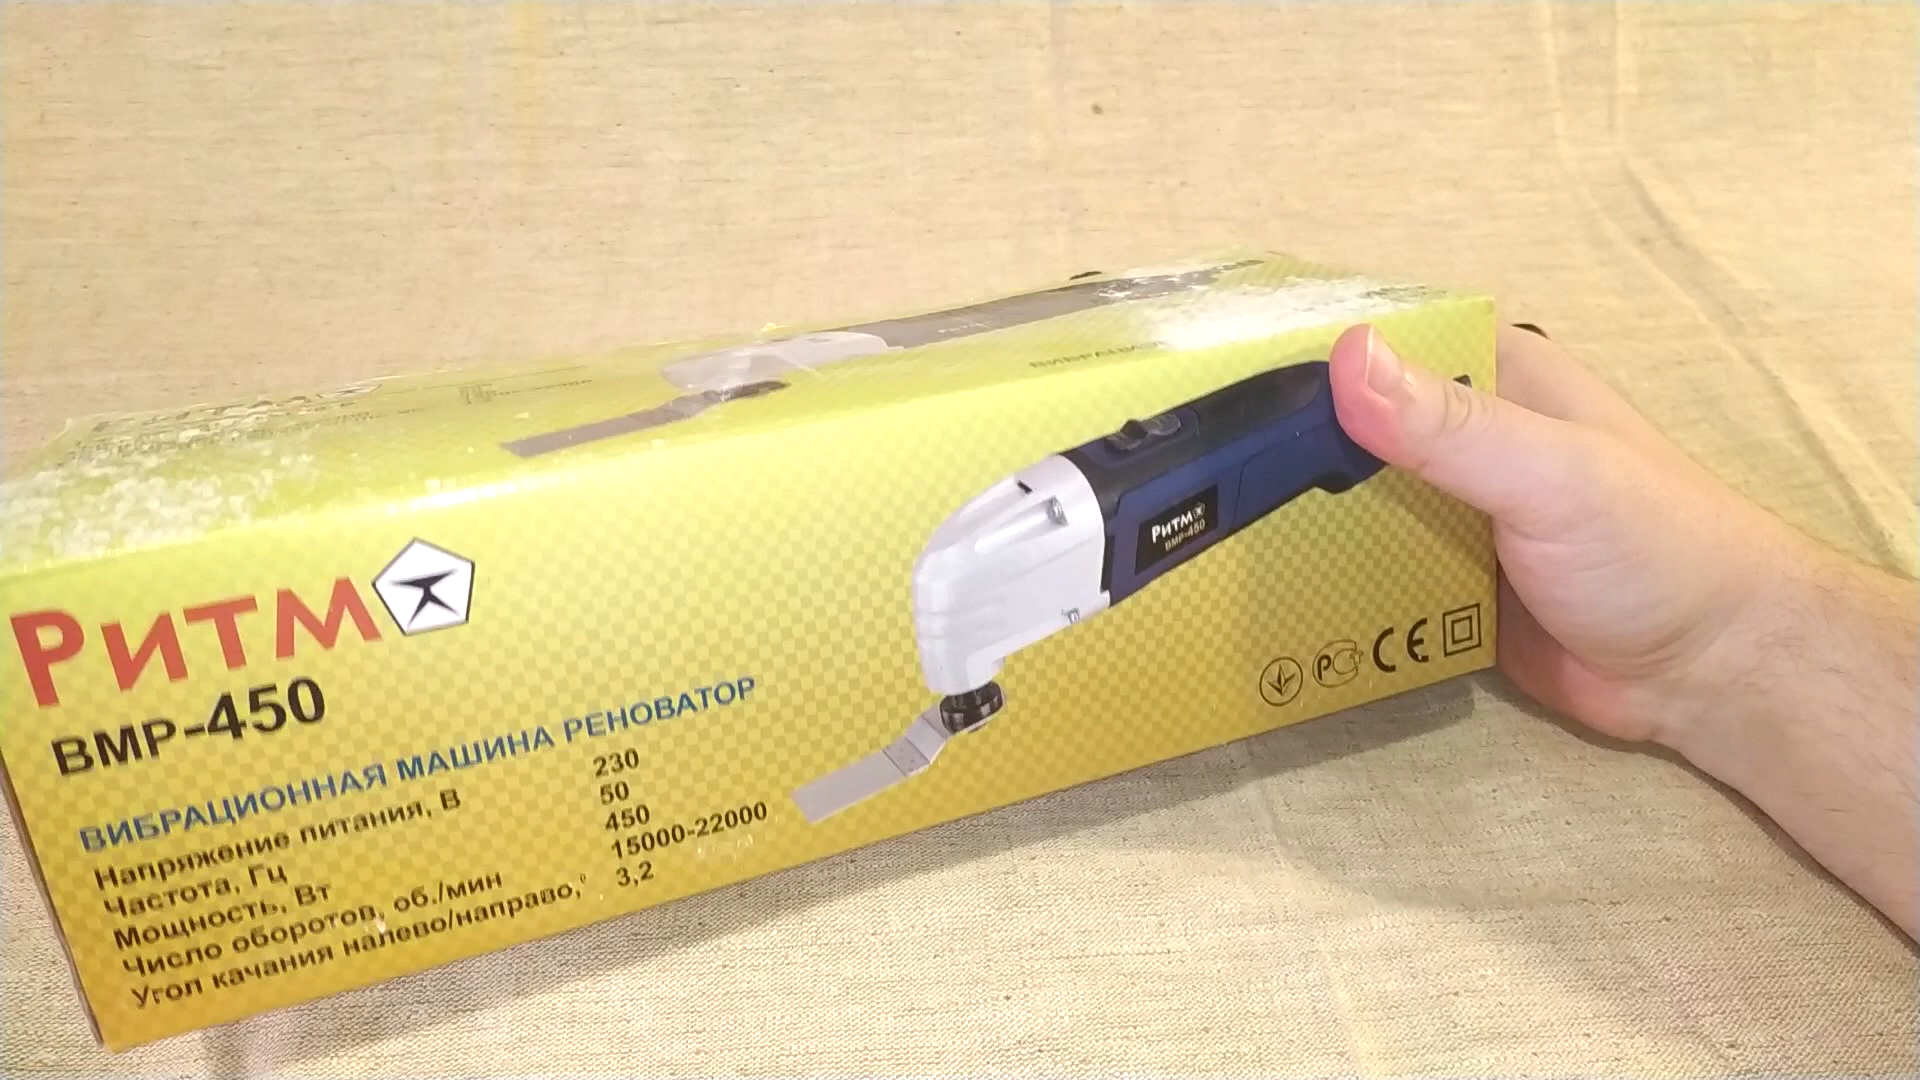 РИТМ
ВМР-450
ВИБРАЦИОННАЯ МАШИНА РЕНОВАТОР
Напряжение питания, В 230
Частота, Гц 50
Мощность, Вт 450
Число оборотов, об./мин 15000-22000
Угол качания налево/направо,° 3,2
РИТМ
ВМР-450
CE